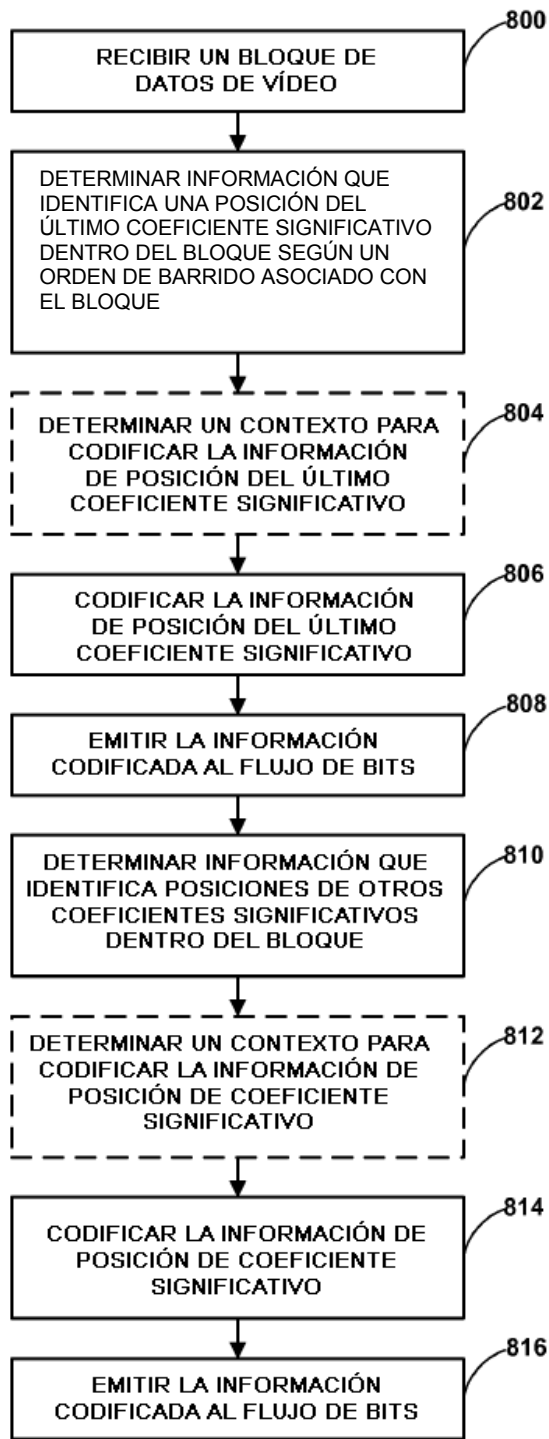 800
RECIBIR UN BLOQUE DE
DATOS DE VÍDEO
802
DETERMINAR INFORMACIÓN QUE
IDENTIFICA UNA POSICIÓN DEL
ÚLTIMO COEFICIENTE SIGNIFICATIVO
DENTRO DEL BLOQUE SEGÚN UN
ORDEN DE BARRIDO ASOCIADO CON
EL BLOQUE
804
DETERMINAR UN CONTEXTO PARA
CODIFICAR LA INFORMACIÓN
DE POSICIÓN DEL ÚLTIMO
COEFICIENTE SIGNIFICATIVO
806
CODIFICAR LA INFORMACIÓN
DE POSICIÓN DEL ÚLTIMO
COEFICIENTE SIGNIFICATIVO
808
EMITIR LA INFORMACIÓN
CODIFICADA AL FLUJO DE BITS
810
DETERMINAR INFORMACIÓN QUE
IDENTIFICA POSICIONES DE OTROS
COEFICIENTES SIGNIFICATIVOS
DENTRO DEL BLOQUE
812
DETERMINAR UN CONTEXTO PARA
CODIFICAR LA INFORMACIÓN DE
POSICIÓN DE COEFICIENTE
SIGNIFICATIVO
814
CODIFICAR LA INFORMACIÓN DE
POSICIÓN DE COEFICIENTE
SIGNIFICATIVO
816
EMITIR LA INFORMACIÓN
CODIFICADA AL FLUJO DE BITS